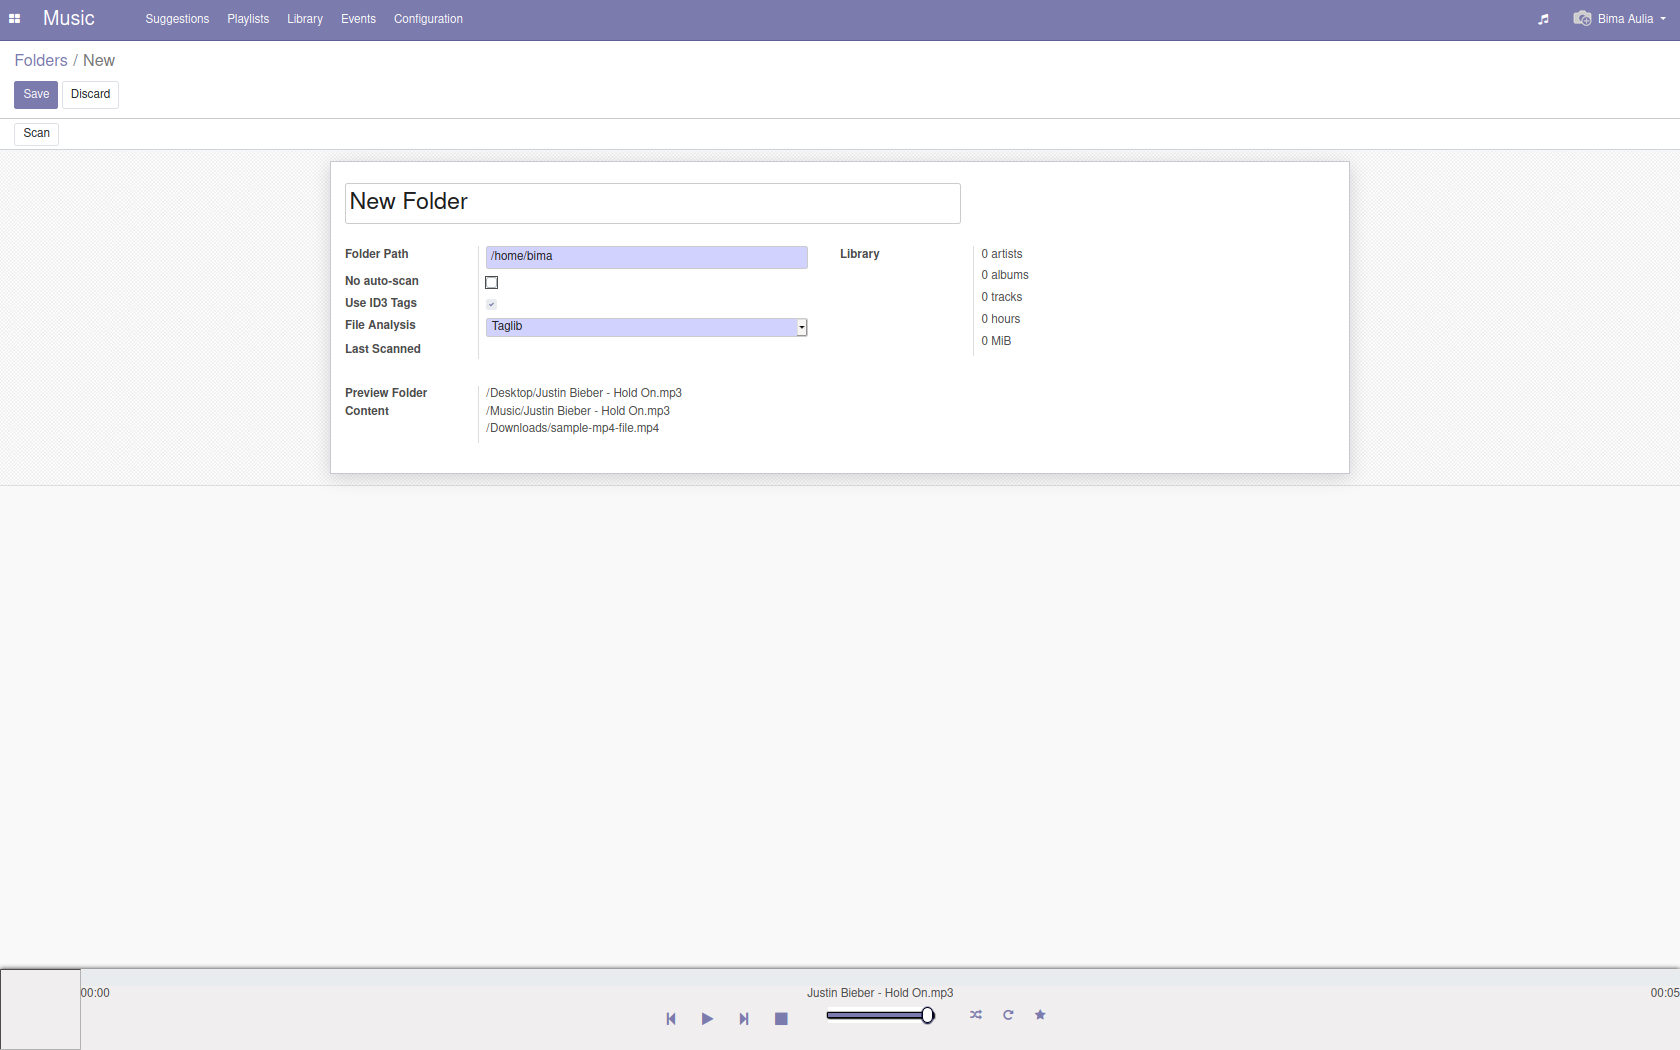 Music Suggestions Playlists Library Events Configuration Bima Aulia
Folders / New
Save Discard
Scan
New Folder
Folder Path /home/bima Library 0 artists
0 albums
No auto-scan
0 tracks
Use ID3 Tags
0 hours
File Analysis Taglib
0 MiB
Last Scanned
Preview Folder Content
/Desktop/Justin Bieber - Hold On.mp3
/Music/Justin Bieber - Hold On.mp3
/Downloads/sample-mp4-file.mp4
00:00 Justin Bieber - Hold On.mp3 00:05